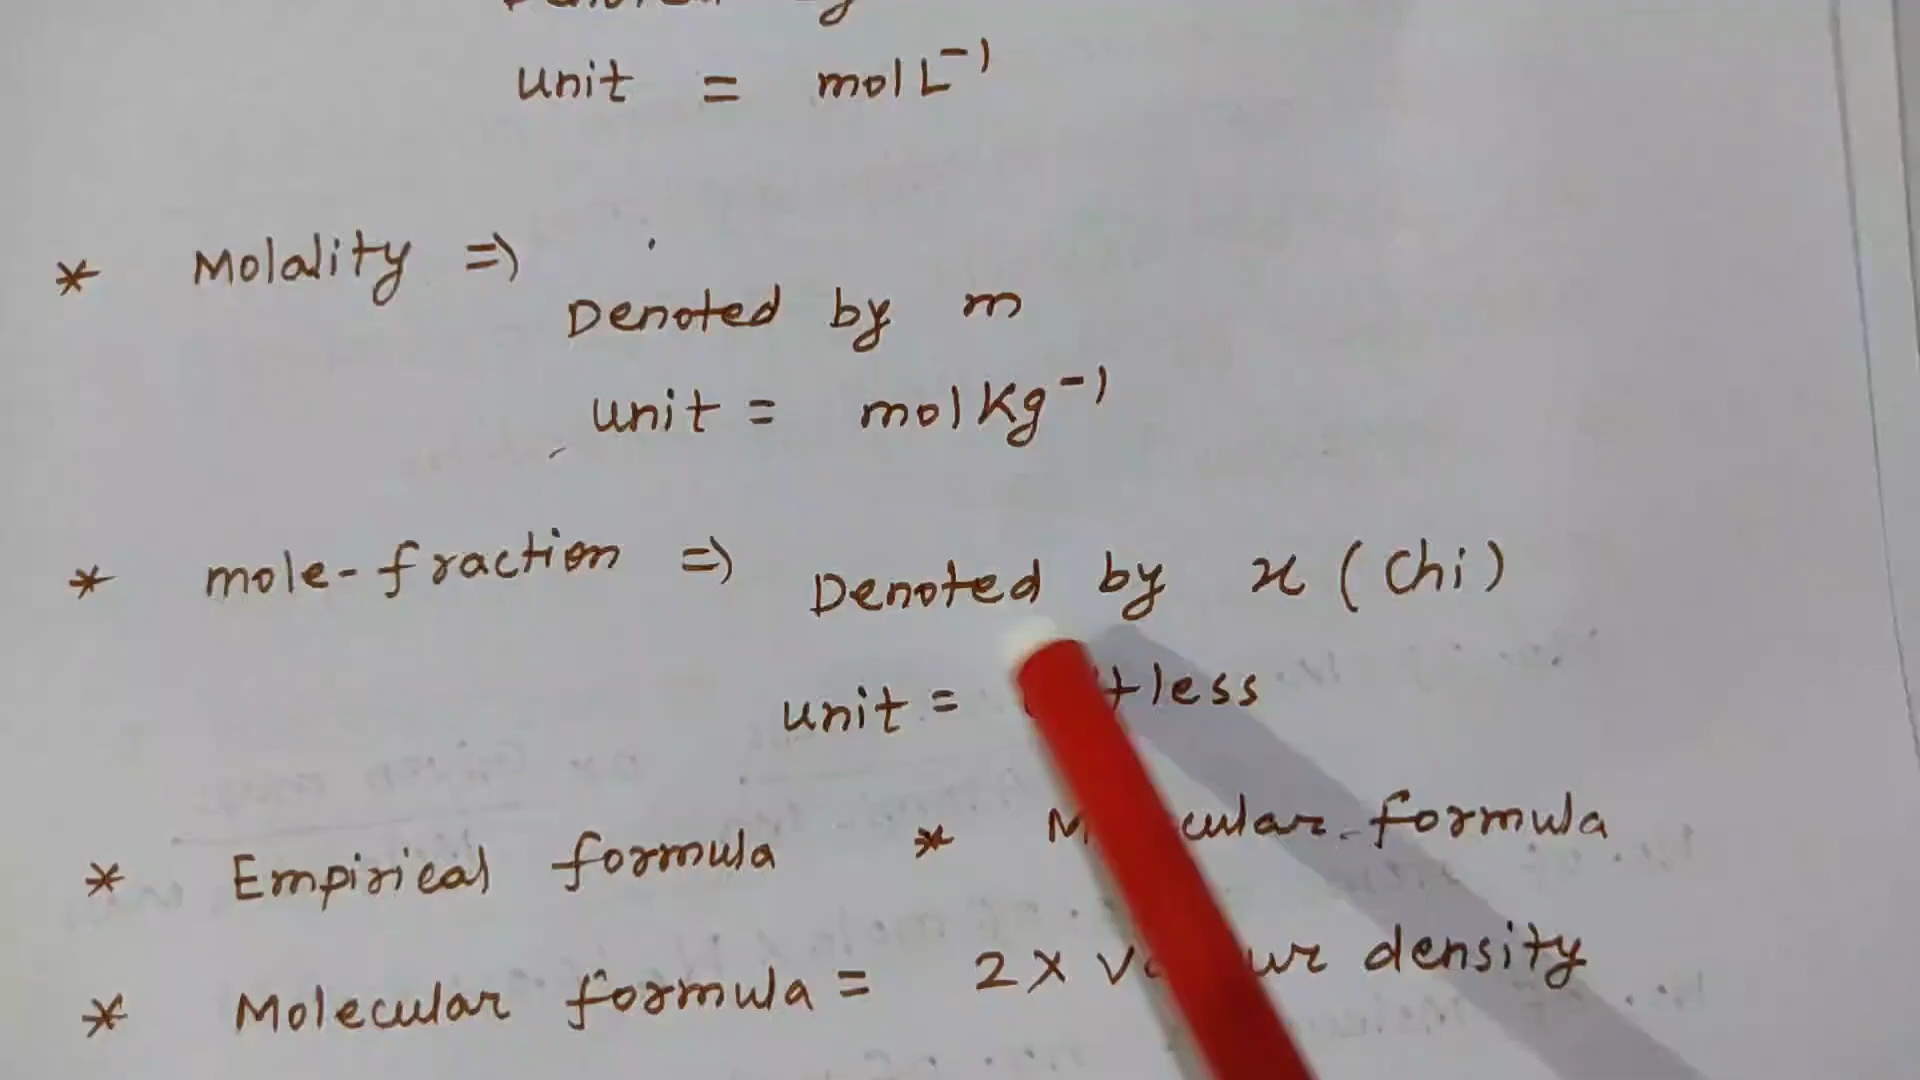 unit = mol L⁻¹
* Molality =>
Denoted by m
unit = mol Kg⁻¹
* mole-fraction => Denoted by x (Chi)
unit =
* Empirical formula * formula
* Molecular formula = 2 X density